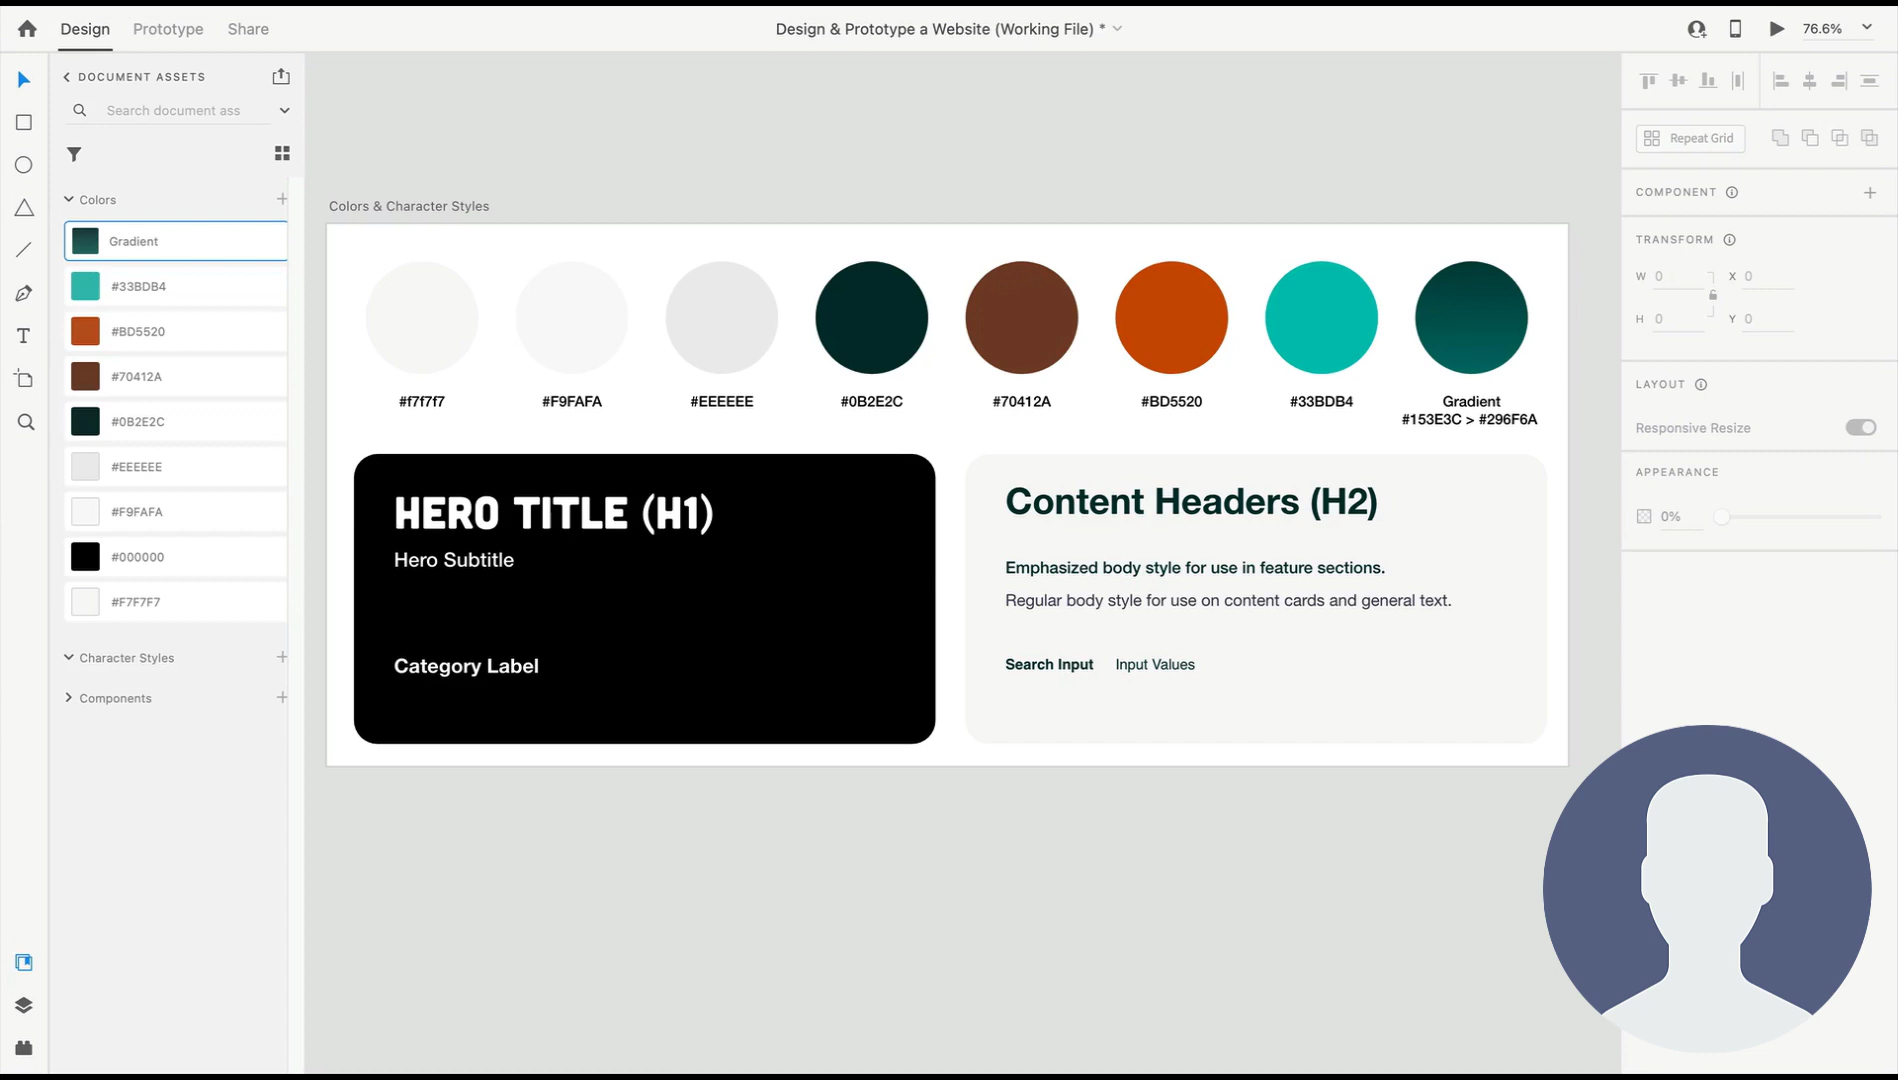 Design Prototype Share
Design & Prototype a Website (Working File) *
76.6%
DOCUMENT ASSETS
Search document ass
Colors
Gradient
#33BDB4
#BD5520
#70412A
#0B2E2C
#EEEEEE
#F9FAFA
#000000
#F7F7F7
Character Styles
Components
Colors & Character Styles
#f7f7f7 #F9FAFA #EEEEEE #0B2E2C #70412A #BD5520 #33BDB4 Gradient
#153E3C > #296F6A
HERO TITLE (H1)
Hero Subtitle
Category Label
Content Headers (H2)
Emphasized body style for use in feature sections.
Regular body style for use on content cards and general text.
Search Input Input Values
Repeat Grid
COMPONENT
TRANSFORM
W 0 X 0
H 0 Y 0
LAYOUT
Responsive Resize
APPEARANCE
0%